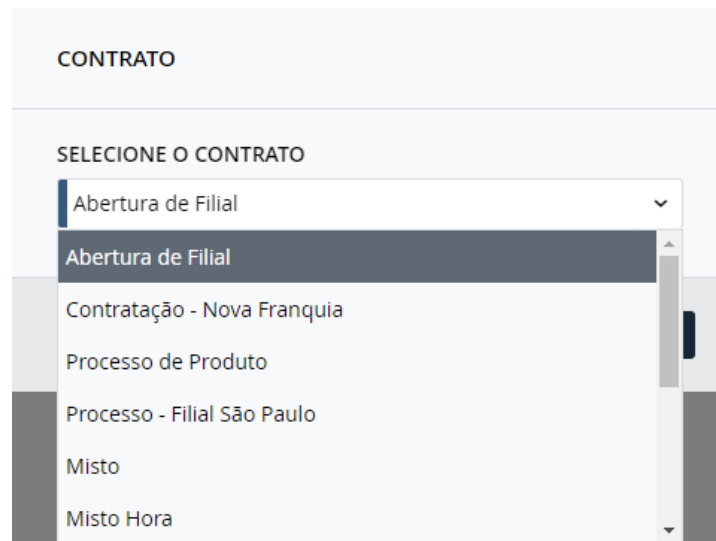 CONTRATO
SELECIONE O CONTRATO
Abertura de Filial
Abertura de Filial
Contratação - Nova Franquia
Processo de Produto
Processo - Filial São Paulo
Misto
Misto Hora